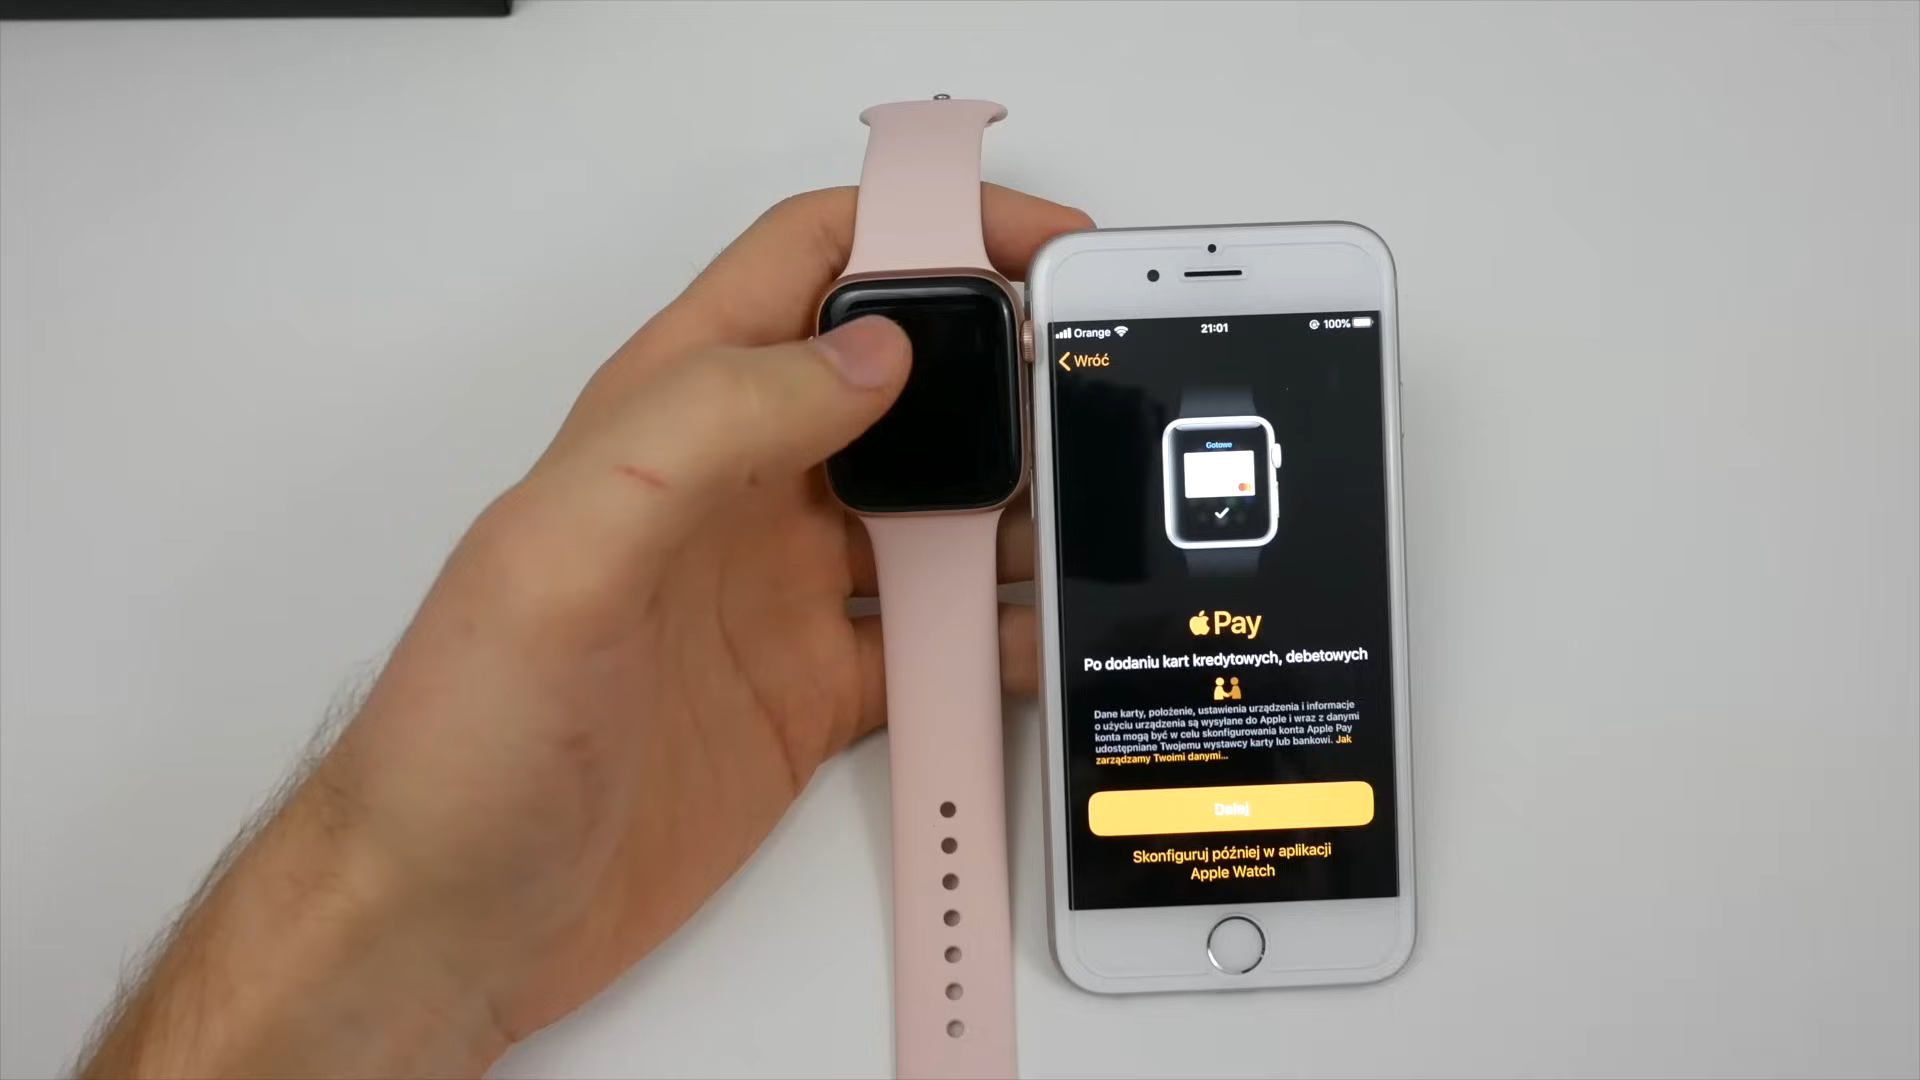 Orange 21:01 100%
Wróć
Gotowe
Pay
Po dodaniu kart kredytowych, debetowych
Dane karty, położenie, ustawienia urządzenia i informacje
o użyciu urządzenia są wysyłane do Apple i wraz z danymi
konta mogą być w celu skonfigurowania konta Apple Pay
udostępniane Twojemu wystawcy karty lub bankowi. Jak
zarządzamy Twoimi danymi...
Dalej
Skonfiguruj później w aplikacji
Apple Watch